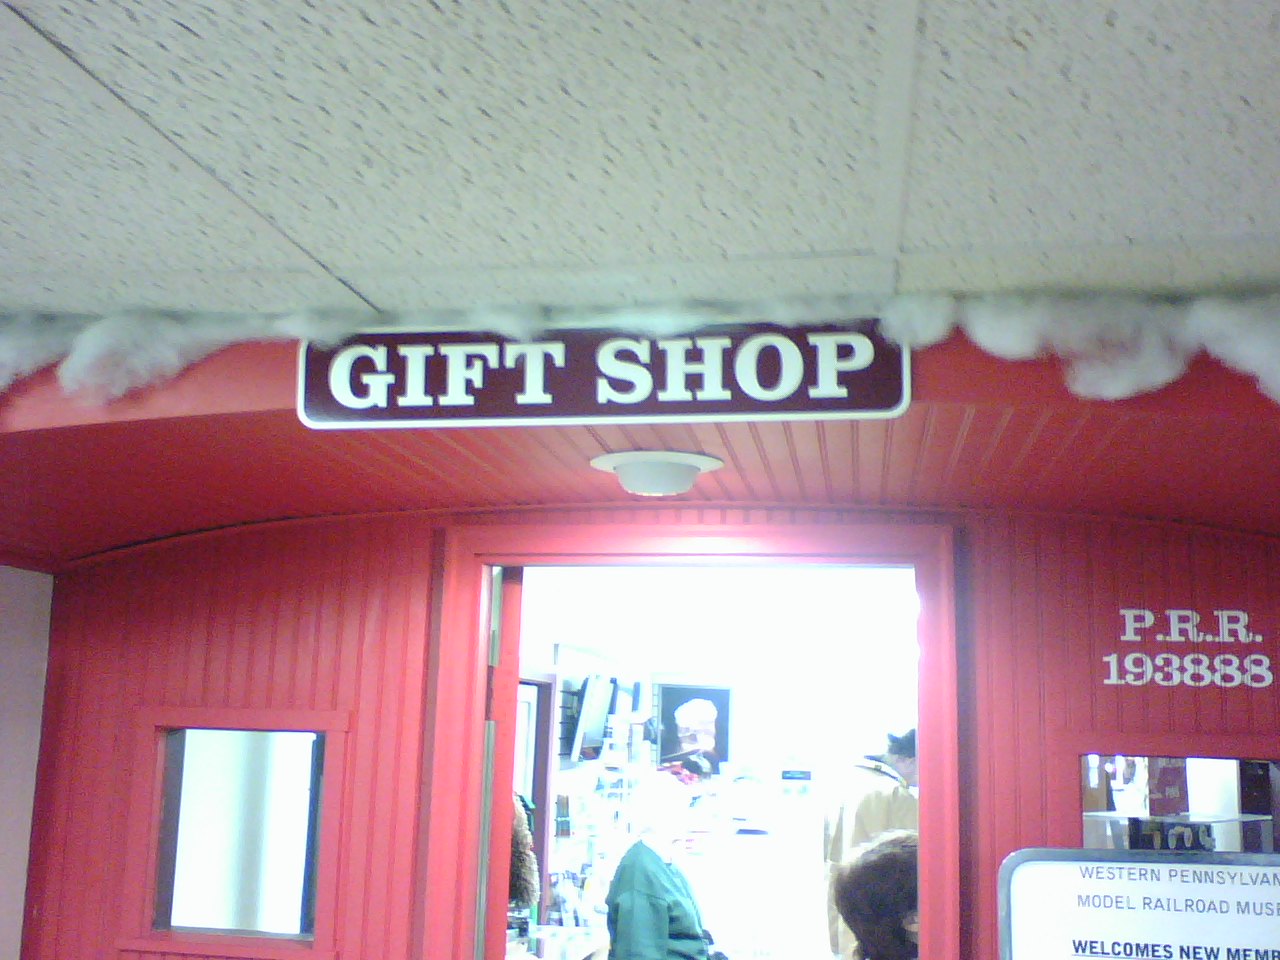 GIFT SHOP
P.R.R.
193888
WESTERN PENNSYLVAN
MODEL RAILROAD MUSE
WELCOMES NEW MEMB